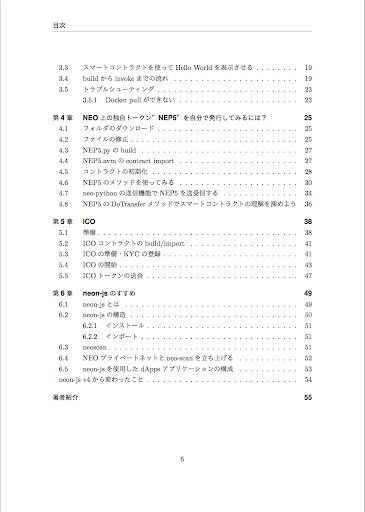 目次
3.3 スマートコントラクトを使って Hello World を表示させる . . . . . . . . 19
3.4 build から invoke までの流れ . . . . . . . . . . . . . . . . . . . 19
3.5 トラブルシューティング . . . . . . . . . . . . . . . . . . . . . 23
3.5.1 Docker pull ができない . . . . . . . . . . . . . . . . . . . 23
第 4 章 NEO 上の独自トークン”NEP5”を自分で発行してみるには？ 25
4.1 フォルダのダウンロード . . . . . . . . . . . . . . . . . . . . . 25
4.2 ファイルの修正 . . . . . . . . . . . . . . . . . . . . . . . . . 25
4.3 NEP5.py の build . . . . . . . . . . . . . . . . . . . . . . . . 27
4.4 NEP5.avm の contract import . . . . . . . . . . . . . . . . . . . 27
4.5 コントラクトの初期化 . . . . . . . . . . . . . . . . . . . . . . 28
4.6 NEP5 のメソッドを使ってみる . . . . . . . . . . . . . . . . . . . 30
4.7 neo-python の送信機能で NEP5 を送受信する . . . . . . . . . . . . 34
4.8 NEP5 の DoTransfer メソッドでスマートコントラクトの理解を深めよう 36
第 5 章 ICO 38
5.1 準備 . . . . . . . . . . . . . . . . . . . . . . . . . . . . . . 38
5.2 ICO コントラクトの build/import . . . . . . . . . . . . . . . . . 41
5.3 ICO の準備・KYC の登録 . . . . . . . . . . . . . . . . . . . . . 41
5.4 ICO の開始 . . . . . . . . . . . . . . . . . . . . . . . . . . . 43
5.5 ICO トークンの送金 . . . . . . . . . . . . . . . . . . . . . . . 47
第 6 章 neon-js のすすめ 49
6.1 neon-js とは . . . . . . . . . . . . . . . . . . . . . . . . . . 49
6.2 neon-js の構造 . . . . . . . . . . . . . . . . . . . . . . . . . 50
6.2.1 インストール . . . . . . . . . . . . . . . . . . . . . . . 51
6.2.2 インポート . . . . . . . . . . . . . . . . . . . . . . . . 51
6.3 neoscan . . . . . . . . . . . . . . . . . . . . . . . . . . . . 51
6.4 NEO プライベートネットと neo-scan を立ち上げる . . . . . . . . . . 52
6.5 neon-js を使用した dApps アプリケーションの構成 . . . . . . . . . 53
neon-js v4 から変わったこと . . . . . . . . . . . . . . . . . . . . . 54
著者紹介 55
6